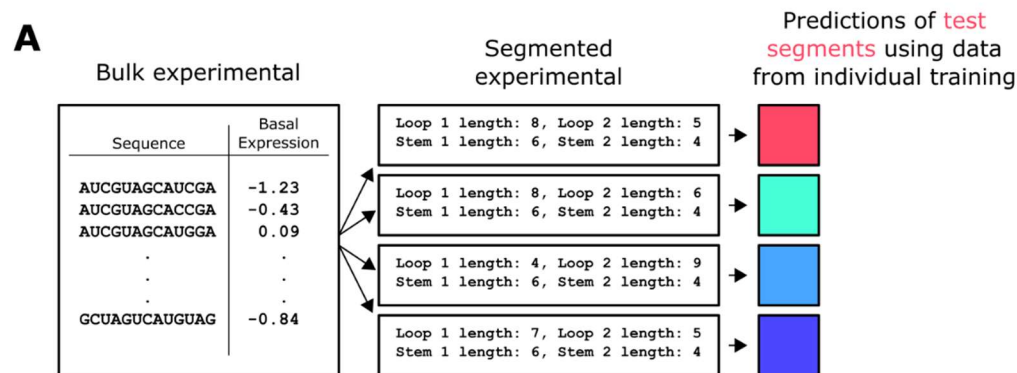 A
Bulk experimental
Segmented
experimental
Predictions of test
segments using data
from individual training
Sequence
Basal
Expression
AUCGUAGCAUCGA -1.23
AUCGUAGCACCGA -0.43
AUCGUAGCAUGGA 0.09
. .
. .
. .
GCUAGUCAUGUAG -0.84
Loop 1 length: 8, Loop 2 length: 5
Stem 1 length: 6, Stem 2 length: 4
Loop 1 length: 8, Loop 2 length: 6
Stem 1 length: 6, Stem 2 length: 4
Loop 1 length: 4, Loop 2 length: 9
Stem 1 length: 6, Stem 2 length: 4
Loop 1 length: 7, Loop 2 length: 5
Stem 1 length: 6, Stem 2 length: 4